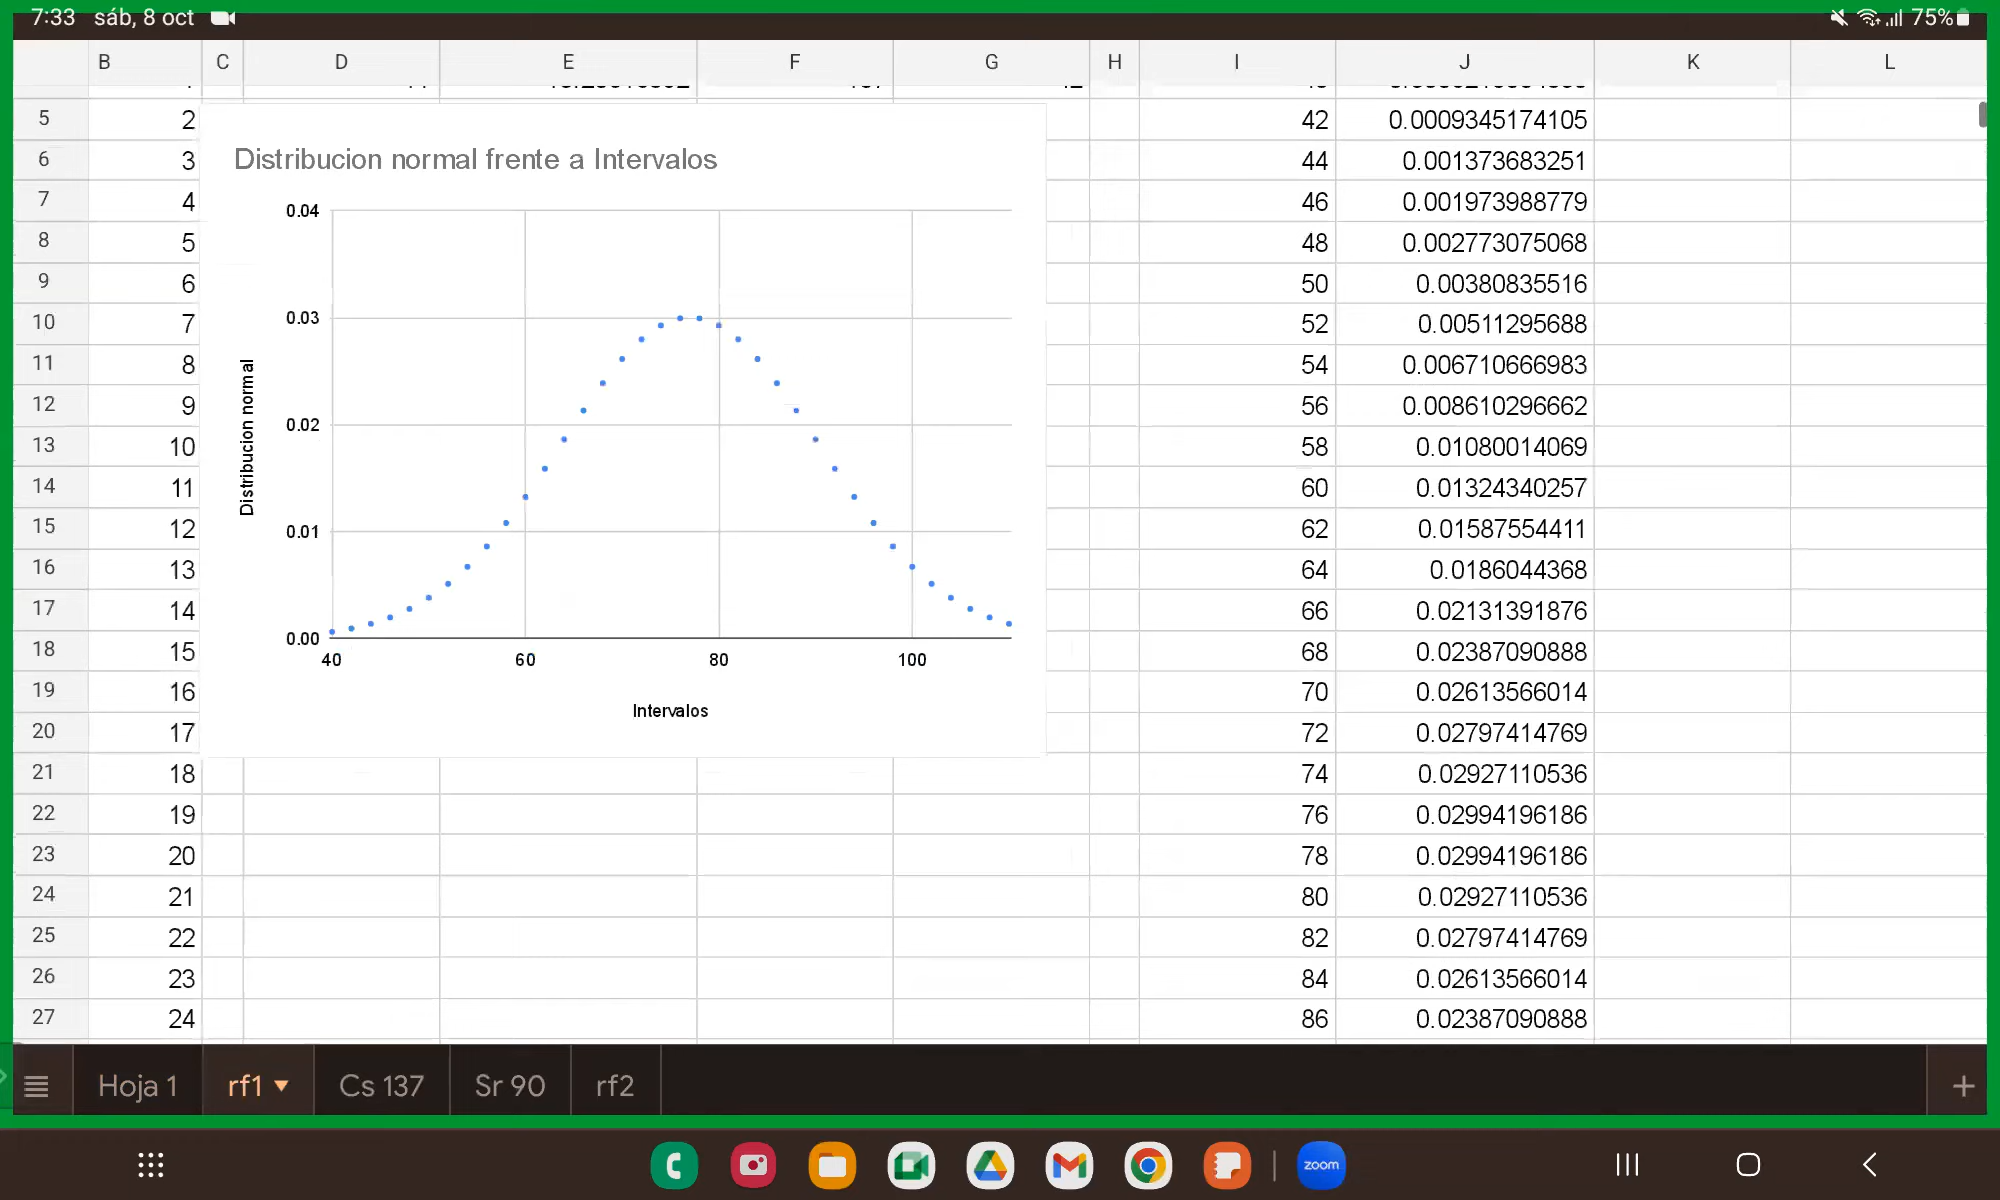 7:33 sáb, 8 oct 75%
B C D E F G H I J K L
5 2 42 0.0009345174105
6 3 44 0.001373683251
7 4 46 0.001973988779
8 5 48 0.002773075068
9 6 50 0.00380835516
10 7 52 0.00511295688
11 8 54 0.006710666983
12 9 56 0.008610296662
13 10 58 0.01080014069
14 11 60 0.01324340257
15 12 62 0.01587554411
16 13 64 0.0186044368
17 14 66 0.02131391876
18 15 68 0.02387090888
19 16 70 0.02613566014
20 17 72 0.02797414769
21 18 74 0.02927110536
22 19 76 0.02994196186
23 20 78 0.02994196186
24 21 80 0.02927110536
25 22 82 0.02797414769
26 23 84 0.02613566014
27 24 86 0.02387090888
Distribucion normal frente a Intervalos
Distribucion normal
0.04
0.03
0.02
0.01
0.00
40 60 80 100
Intervalos
Hoja 1 rf1 Cs 137 Sr 90 rf2
zoom